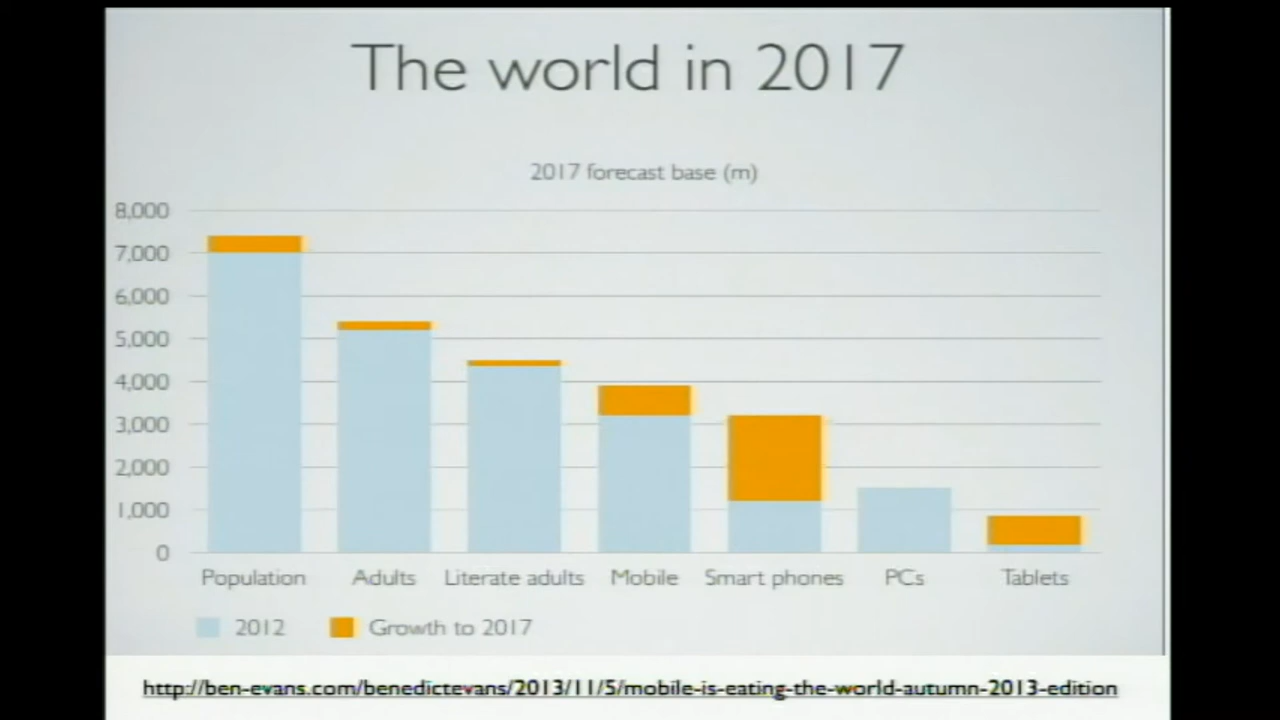 The world in 2017
2017 forecast base (m)
8,000
7,000
6,000
5,000
4,000
3,000
2,000
1,000
0
Population Adults Literate adults Mobile Smart phones PCs Tablets
2012 Growth to 2017
http://ben-evans.com/benedictevans/2013/11/5/mobile-is-eating-the-world-autumn-2013-edition